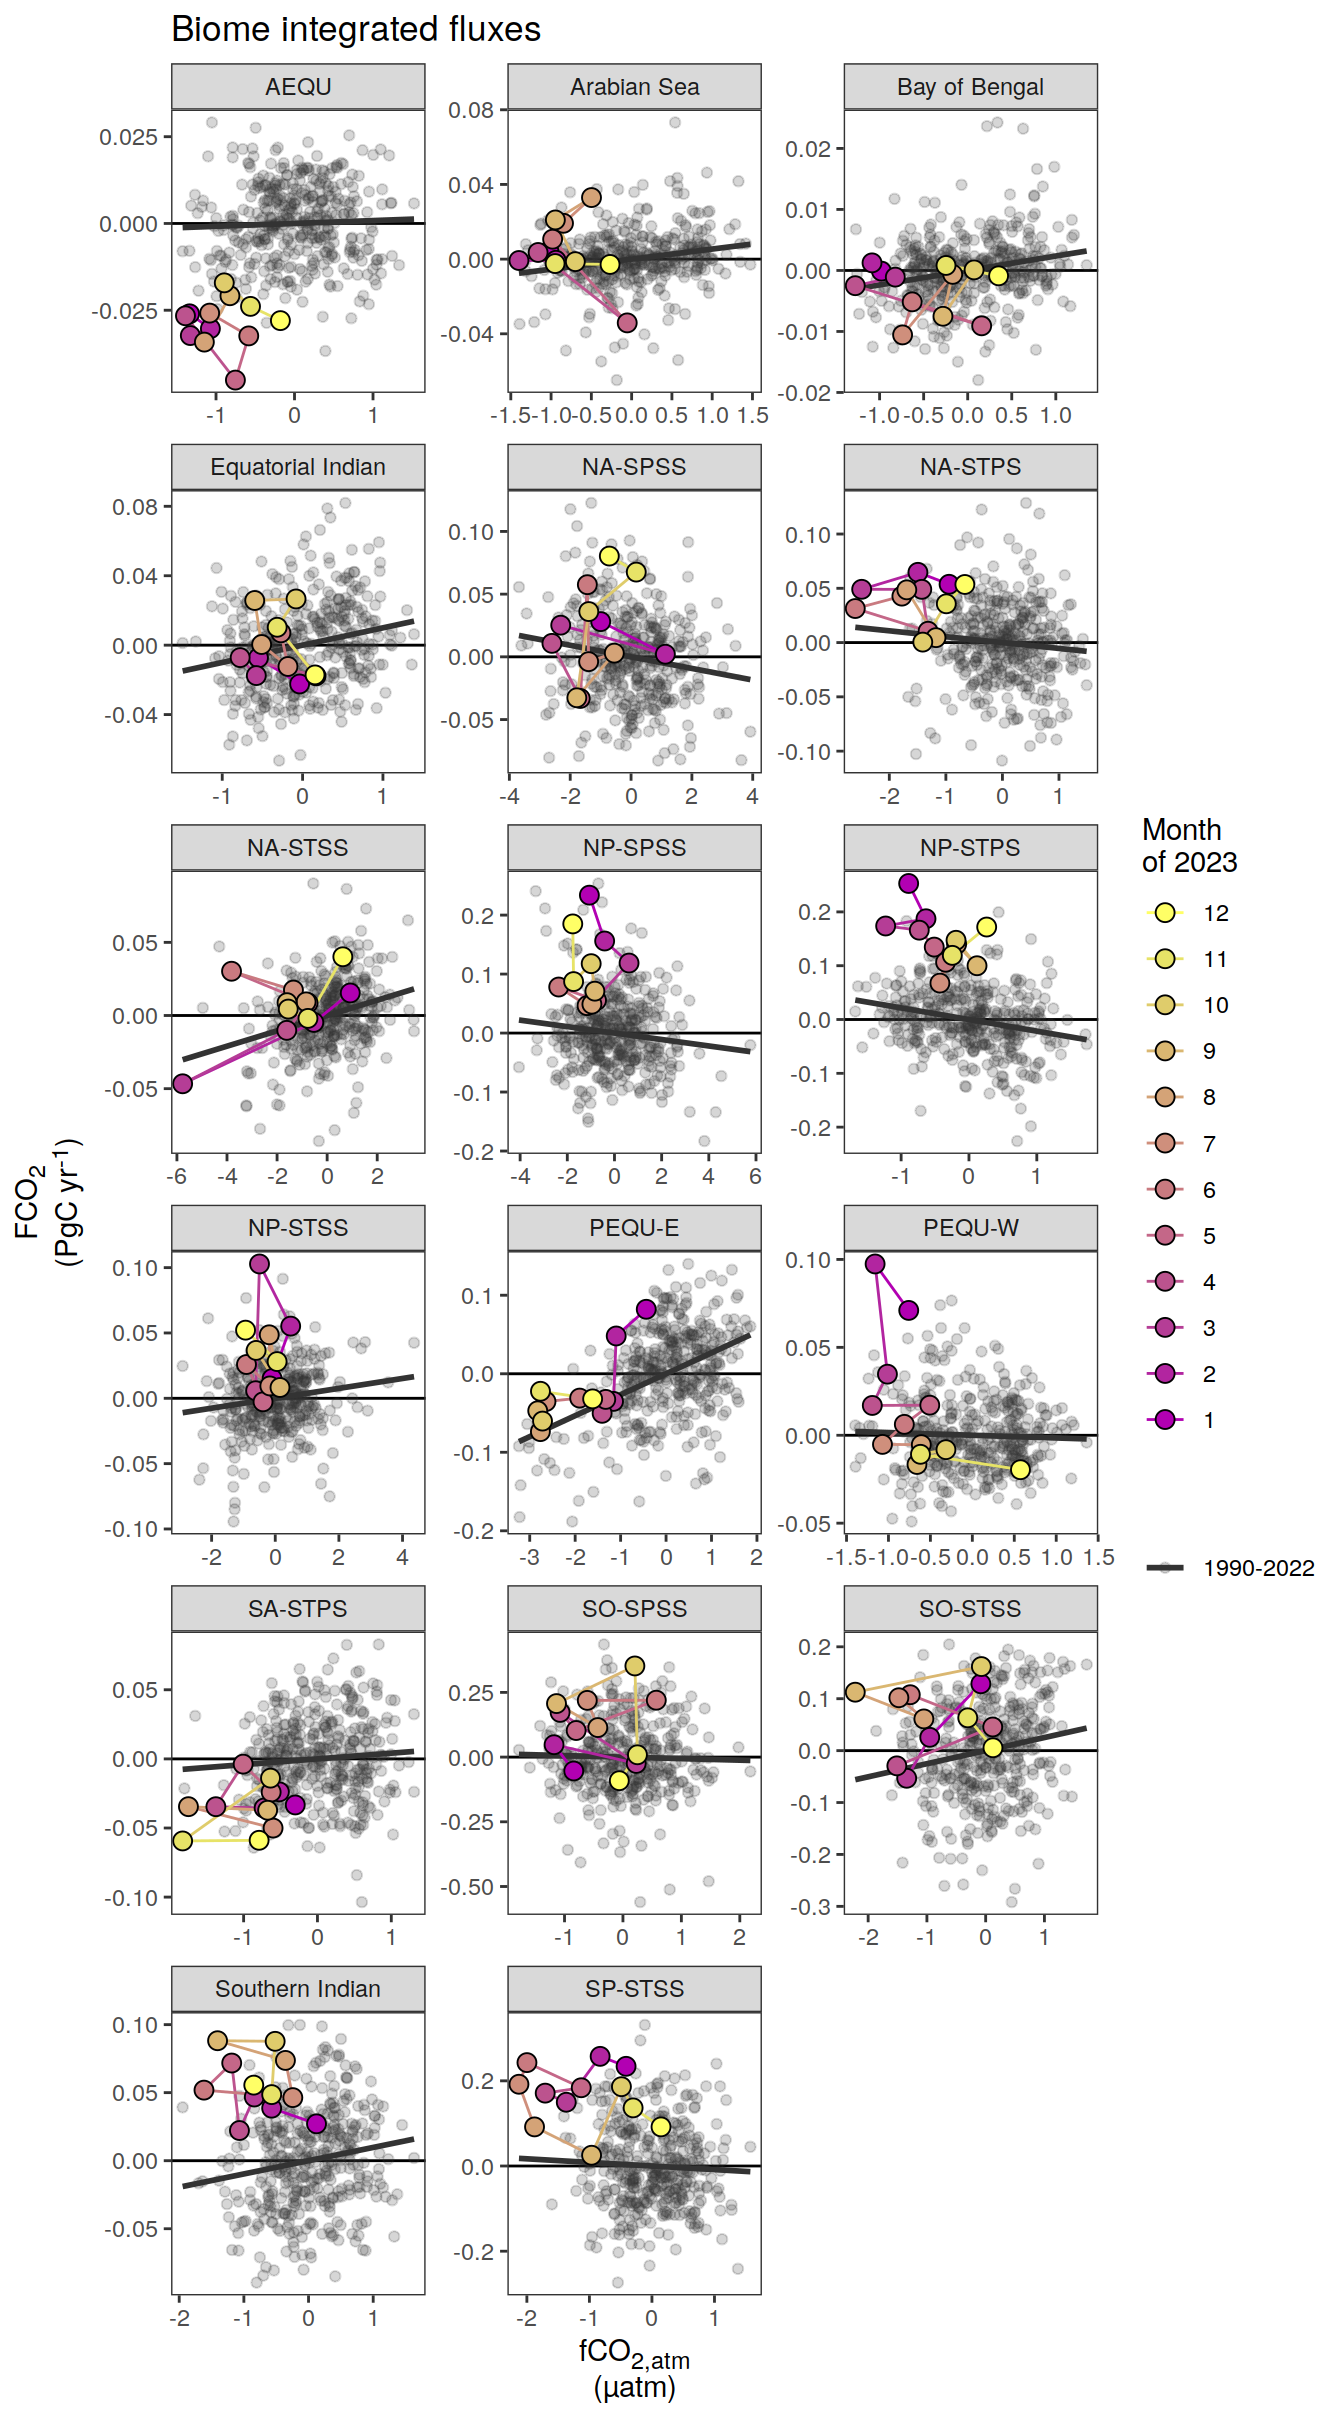 Biome integrated fluxes
AEQU
Arabian Sea
Bay of Bengal
0.025
0.000
-0.025
0.08
0.04
0.00
-0.04
0.02
0.01
0.00
-0.01
-0.02
-1 0 1
-1.5 -1.0 -0.5 0.0 0.5 1.0 1.5
-1.0 -0.5 0.0 0.5 1.0
Equatorial Indian
NA-SPSS
NA-STPS
0.08
0.04
0.00
-0.04
0.10
0.05
0.00
-0.05
0.10
0.05
0.00
-0.05
-0.10
-1 0 1
-4 -2 0 2 4
-2 -1 0 1
NA-STSS
NP-SPSS
NP-STPS
0.05
0.00
-0.05
0.2
0.1
0.0
-0.1
-0.2
0.2
0.1
0.0
-0.1
-0.2
-6 -4 -2 0 2
-4 -2 0 2 4 6
-1 0 1
NP-STSS
PEQU-E
PEQU-W
0.10
0.05
0.00
-0.05
-0.10
0.1
0.0
-0.1
-0.2
0.10
0.05
0.00
-0.05
-2 0 2 4
-3 -2 -1 0 1 2
-1.5 -1.0 -0.5 0.0 0.5 1.0 1.5
SA-STPS
SO-SPSS
SO-STSS
0.05
0.00
-0.05
-0.10
0.25
0.00
-0.25
-0.50
0.2
0.1
0.0
-0.1
-0.2
-0.3
-1 0 1
-1 0 1 2
-2 -1 0 1
Southern Indian
SP-STSS
0.10
0.05
0.00
-0.05
0.2
0.0
-0.2
-2 -1 0 1
-2 -1 0 1
FCO2
(PgC yr-1)
fCO2,atm
(µatm)
Month
of 2023
12
11
10
9
8
7
6
5
4
3
2
1
1990-2022